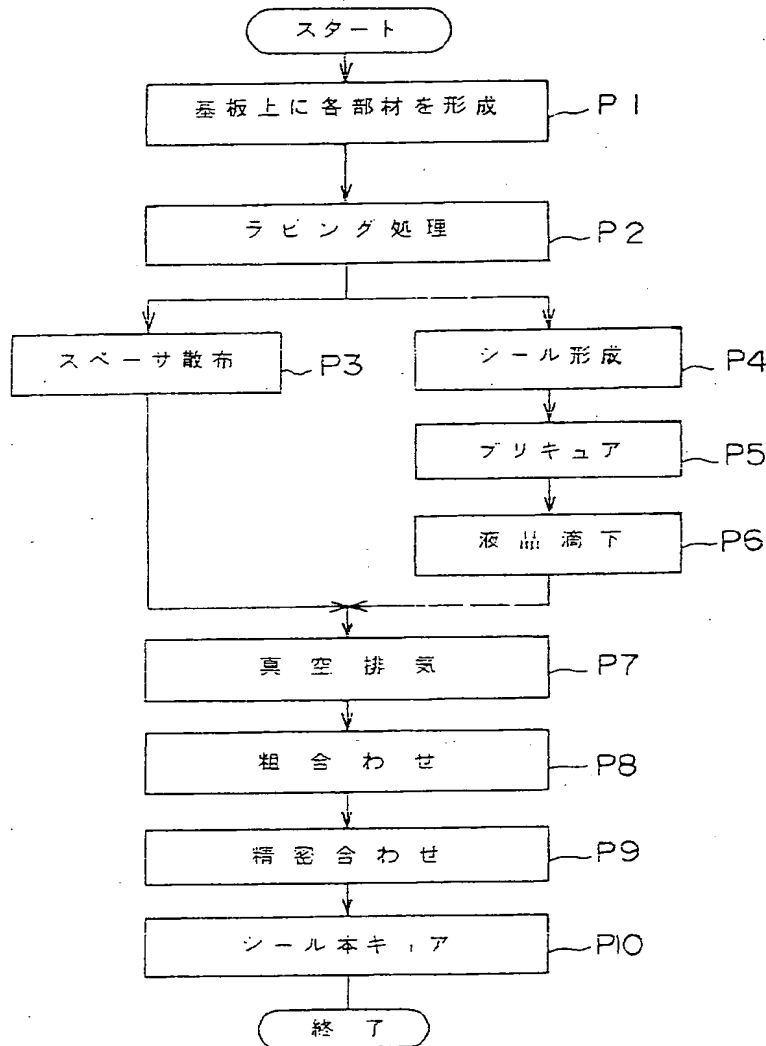 スタート
基板上に各部材を形成
P1
ラビング処理
P2
スペーサ散布
P3
シール形成
P4
プリキュア
P5
液晶滴下
P6
真空排気
P7
粗合わせ
P8
精密合わせ
P9
シール本キュア
P10
終了